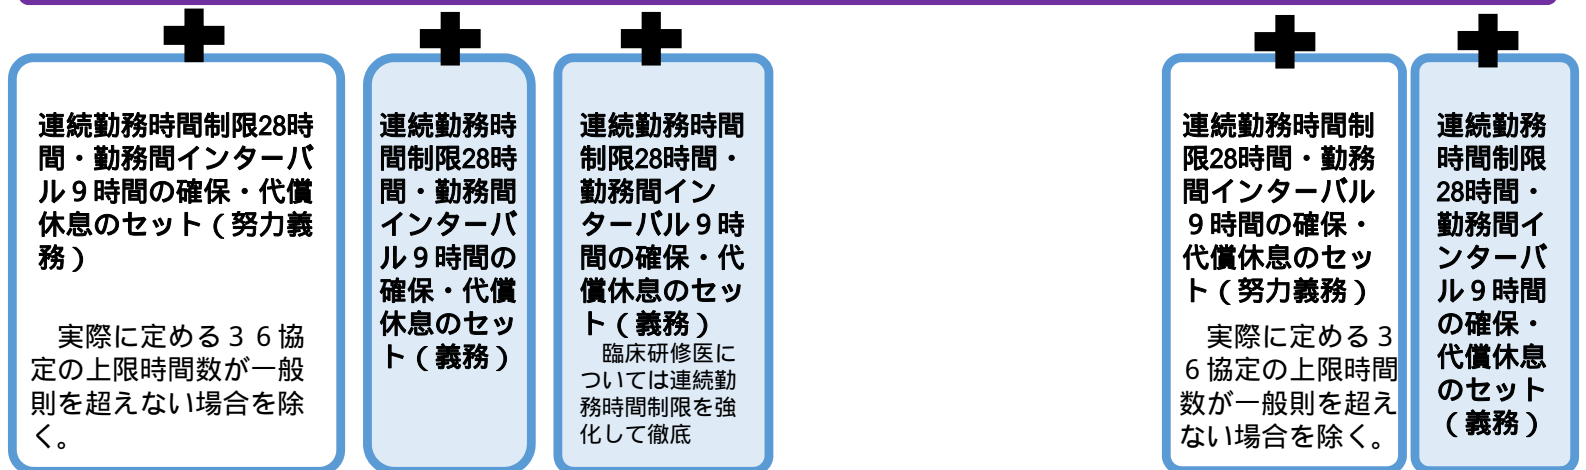 連続勤務時間制限28時
間・勤務間インターバ
ル９時間の確保・代償
休息のセット（努力義
務）
実際に定める３６協
定の上限時間数が一般
則を超えない場合を除
く。
連続勤務時
間制限28時
間・勤務間
インターバ
ル９時間の
確保・代償
休息のセッ
ト（義務）
連続勤務時間
制限28時間・
勤務間イン
ターバル９時
間の確保・代
償休息のセッ
ト（義務）
臨床研修医に
ついては連続勤
務時間制限を強
化して徹底
連続勤務時間制
限28時間・勤務
間インターバル
９時間の確保・
代償休息のセッ
ト（努力義務）
実際に定める３
６協定の上限時間
数が一般則を超え
ない場合を除く。
連続勤務
時間制限
28時間・
勤務間イ
ンターバ
ル９時間
の確保・
代償休息
のセット
（義務）